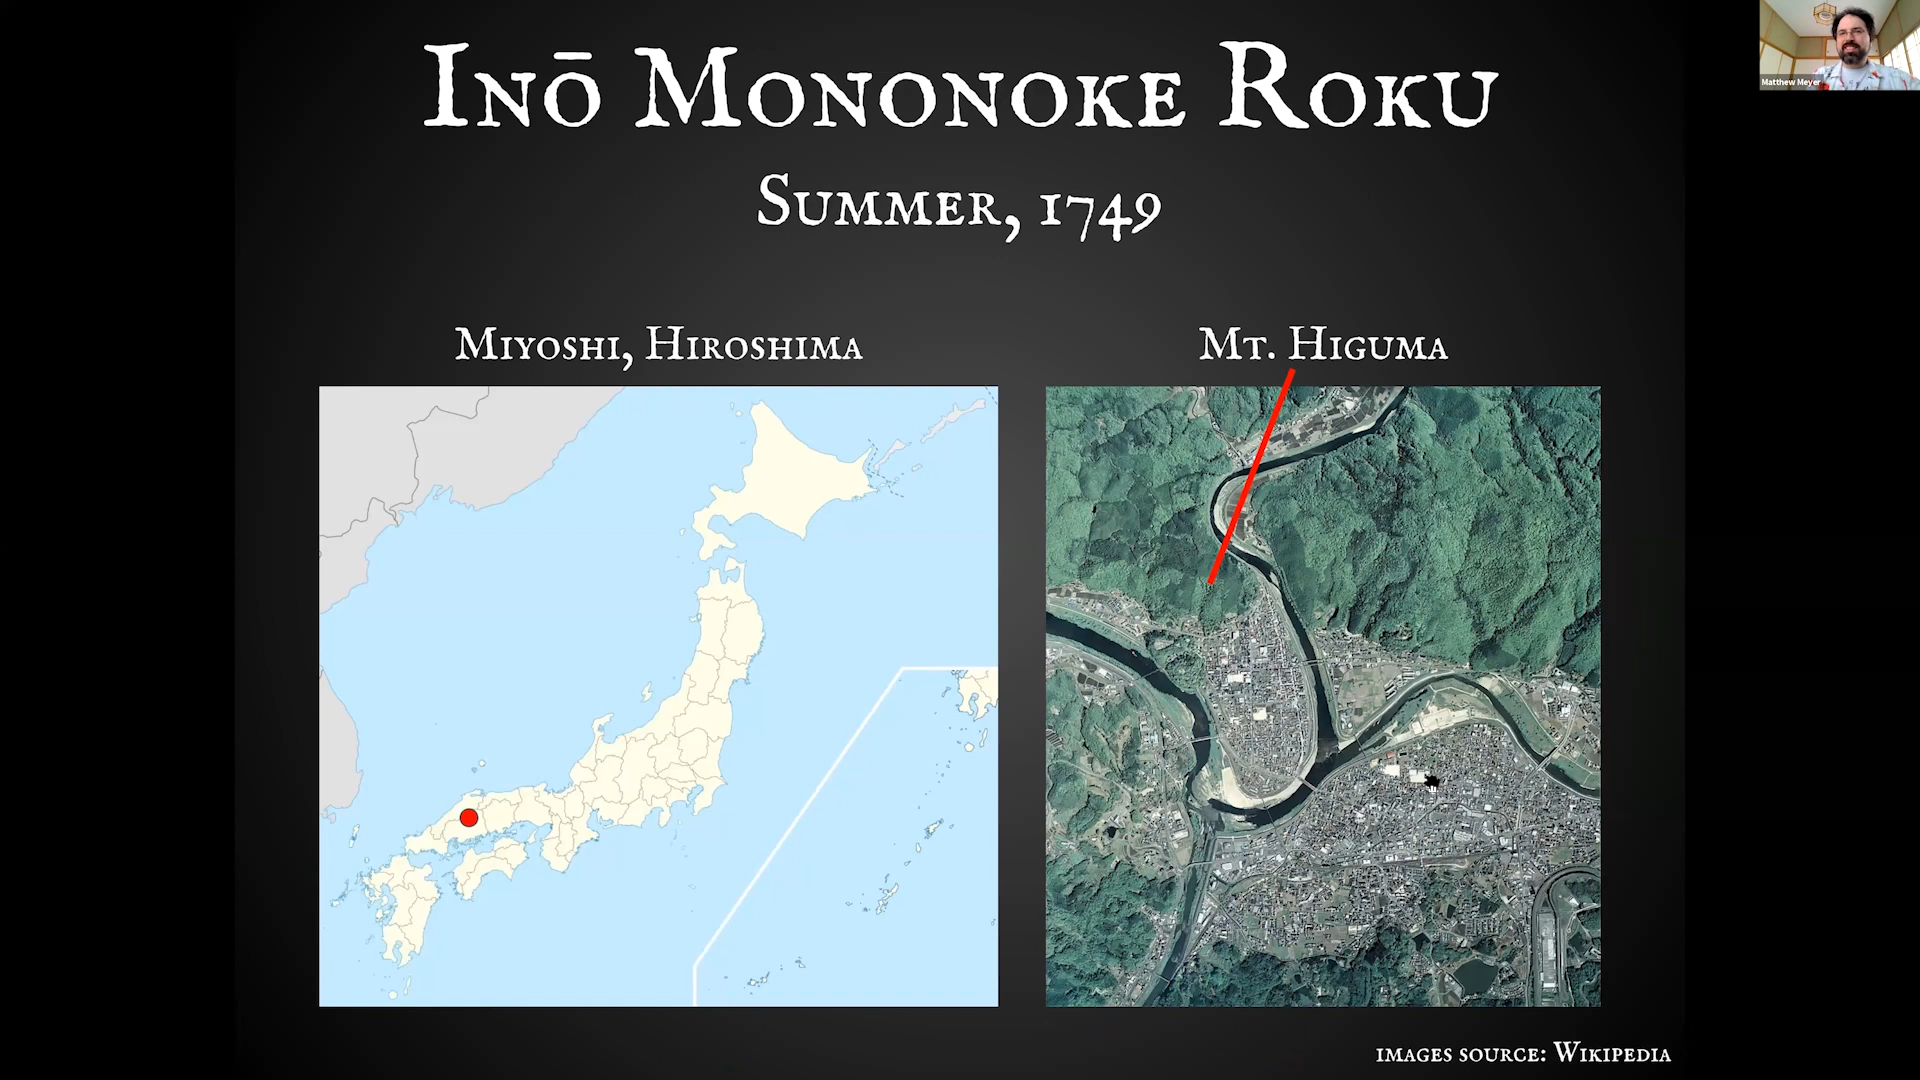 Inō Mononoke Roku
Summer, 1749
Miyoshi, Hiroshima
Mt. Higuma
images source: Wikipedia
Matthew Meyer